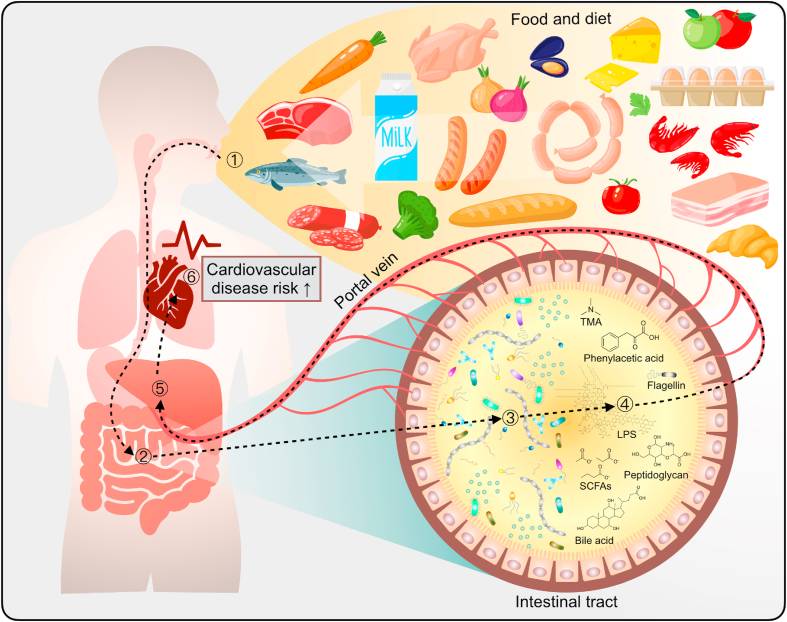 Food and diet
MiLK
①
⑥
Cardiovascular
disease risk ↑
Portal vein
TMA
OH
O
O
Phenylacetic acid
Flagellin
⑤
③
④
LPS
②
SCFAs
Peptidoglycan
Bile acid
Intestinal tract